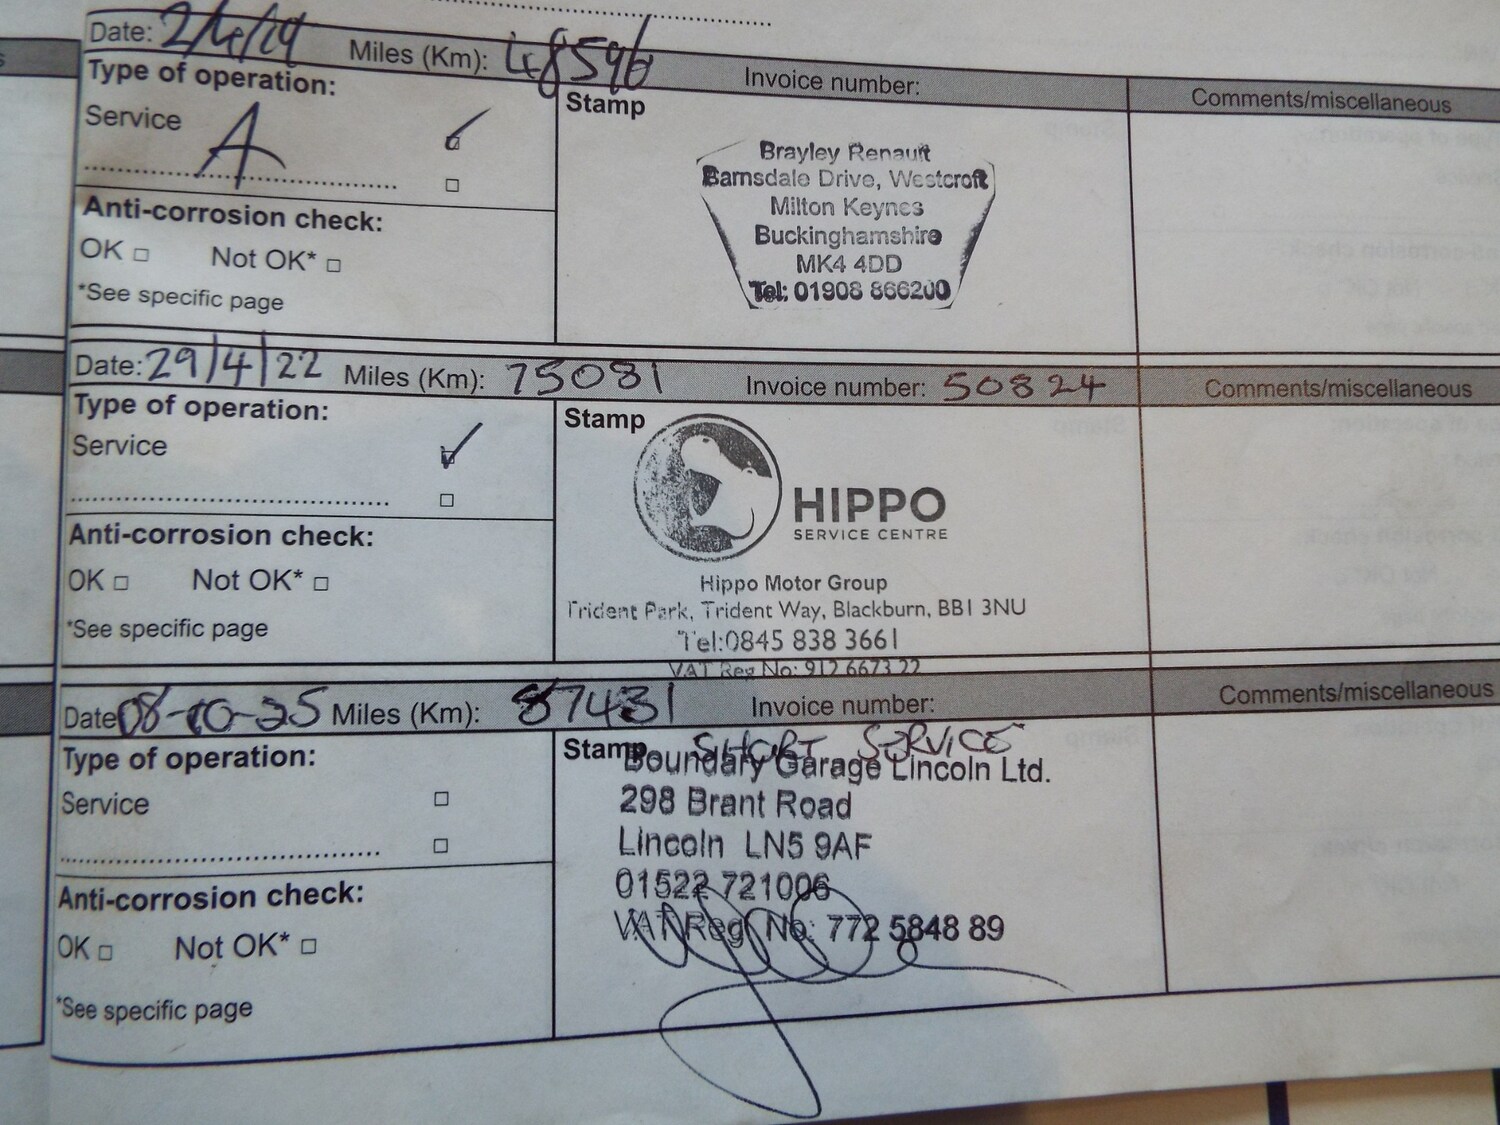 Date: 2/4/19 Miles (Km): 48596 Invoice number: Comments/miscellaneous
Type of operation: Stamp
Service A
Brayley Renault
Barnsdale Drive, Westcroft
Milton Keynes
Buckinghamshire
MK4 4DD
Tel: 01908 866200
Anti-corrosion check:
OK □ Not OK* □
*See specific page
Date: 29/4/22 Miles (Km): 75081 Invoice number: 50824 Comments/miscellaneous
Type of operation: Stamp
Service
HIPPO
SERVICE CENTRE
Hippo Motor Group
Trident Park, Trident Way, Blackburn, BB1 3NU
Tel:0845 838 3661
VAT Reg No: 912 6673 22
Anti-corrosion check:
OK □ Not OK* □
*See specific page
Date 08-10-25 Miles (Km): 87431 Invoice number: Comments/miscellaneous
Type of operation: Stamp SHORT SERVICE
Service □
Boundary Garage Lincoln Ltd.
298 Brant Road
Lincoln LN5 9AF
01522 721006
VAT Reg No: 772 5848 89
Anti-corrosion check:
OK □ Not OK* □
*See specific page